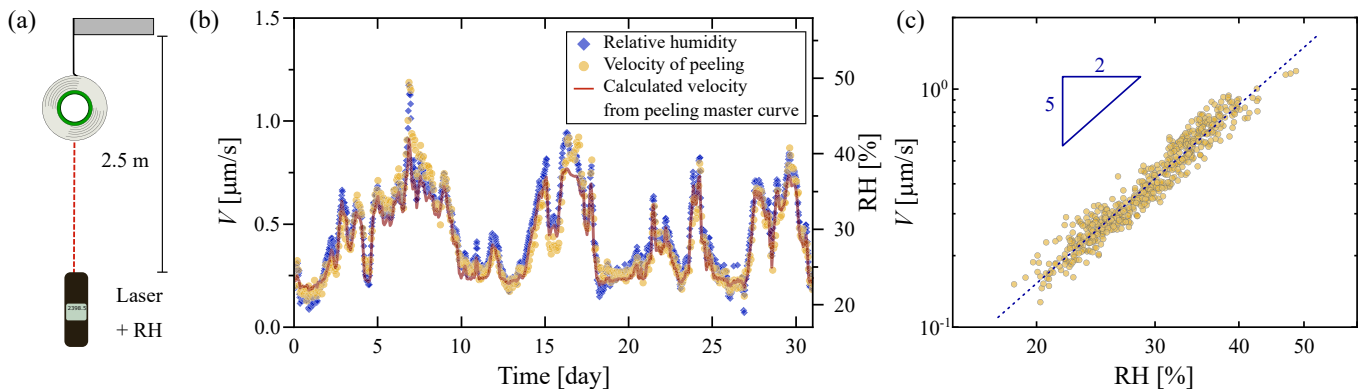 (a)
2.5 m
2398.5
Laser
+ RH
(b)
V [μm/s]
1.5
1.0
0.5
0.0
Relative humidity
Velocity of peeling
Calculated velocity
from peeling master curve
50
40
30
20
RH [%]
0
5
10
15
20
25
30
Time [day]
(c)
V [μm/s]
10⁰
10⁻¹
2
5
20
30
40
50
RH [%]